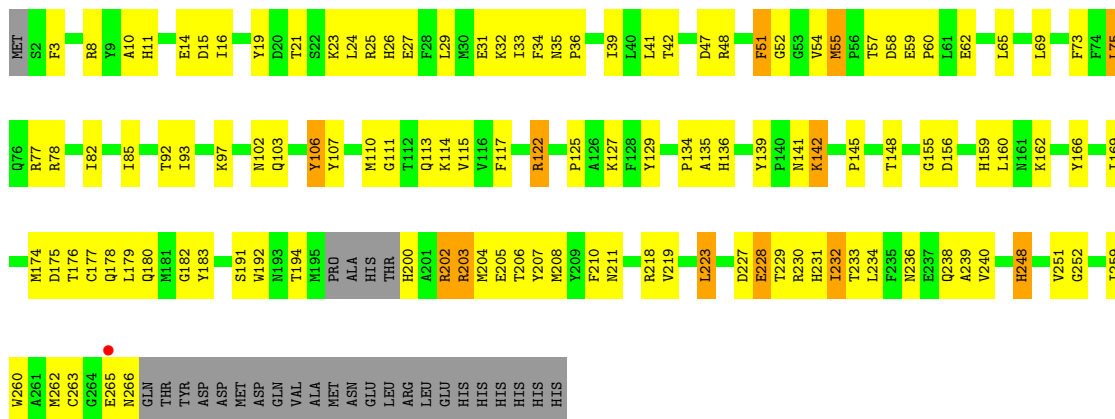 MET S2 F3 R8 Y9 A10 H11 E14 D15 I16 Y19 D20 T21 S22 K23 L24 R25 H26 E27 F28 L29 M30 E31 K32 I33 F34 N35 P36 I39 L40 L41 T42 D47 R48 F51 G52 G53 V54 M55 P56 T57 D58 E59 P60 L61 E62 L65 L69 F73 F74 L75
Q76 R77 R78 I82 I85 T92 I93 K97 N102 Q103 Y106 Y107 M110 G111 T112 Q113 K114 V115 V116 F117 R122 P125 A126 K127 F128 Y129 P134 A135 H136 Y139 P140 N141 K142 P145 T148 G155 D156 H159 L160 N161 K162 Y166
M174 D175 T176 C177 Q178 L179 Q180 M181 G182 Y183 S191 W192 N193 T194 M195 PRO ALA HIS THR H200 A201 R202 R203 M204 E205 T206 Y207 M208 Y209 F210 N211 R218 V219 L223 D227 E228 T229 R230 H231 I232 T233 L234 F235 N236 E237 Q238 A239 V240 H248 V251 G252
W260 A261 M262 C263 G264 E265 N266 GLN THR TYR ASP ASP MET ASP GLN VAL ALA MET ASN GLU LEU ARG LEU GLU HIS HIS HIS HIS HIS HIS